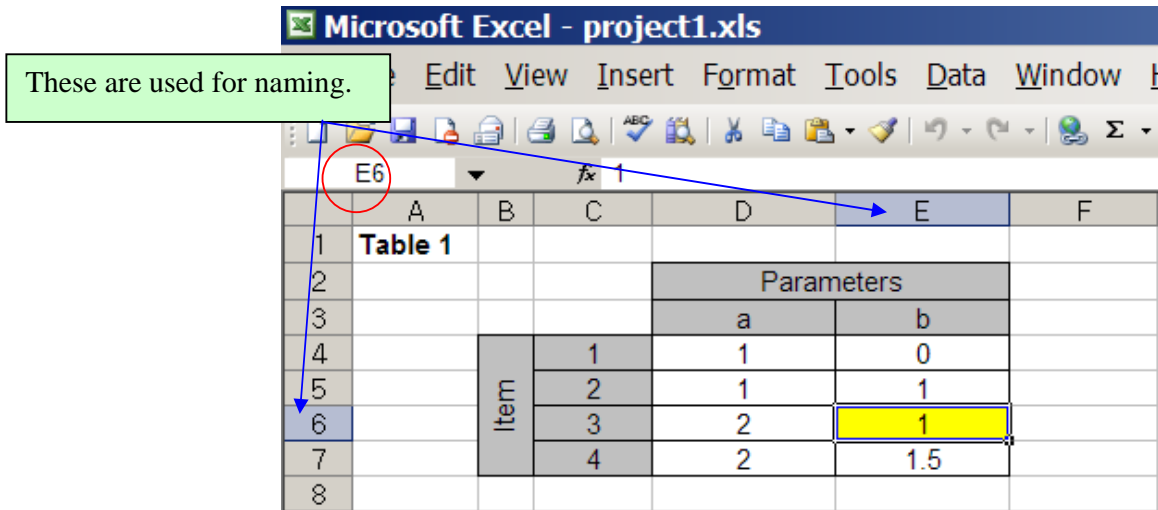 Microsoft Excel - project1.xls
These are used for naming.
Edit View Insert Format Tools Data Window
ABC Σ
E6 fx 1
A B C D E F
1 Table 1
2 Parameters
3 a b
4 1 1 0
5 2 1 1
Item
6 3 2 1
7 4 2 1.5
8